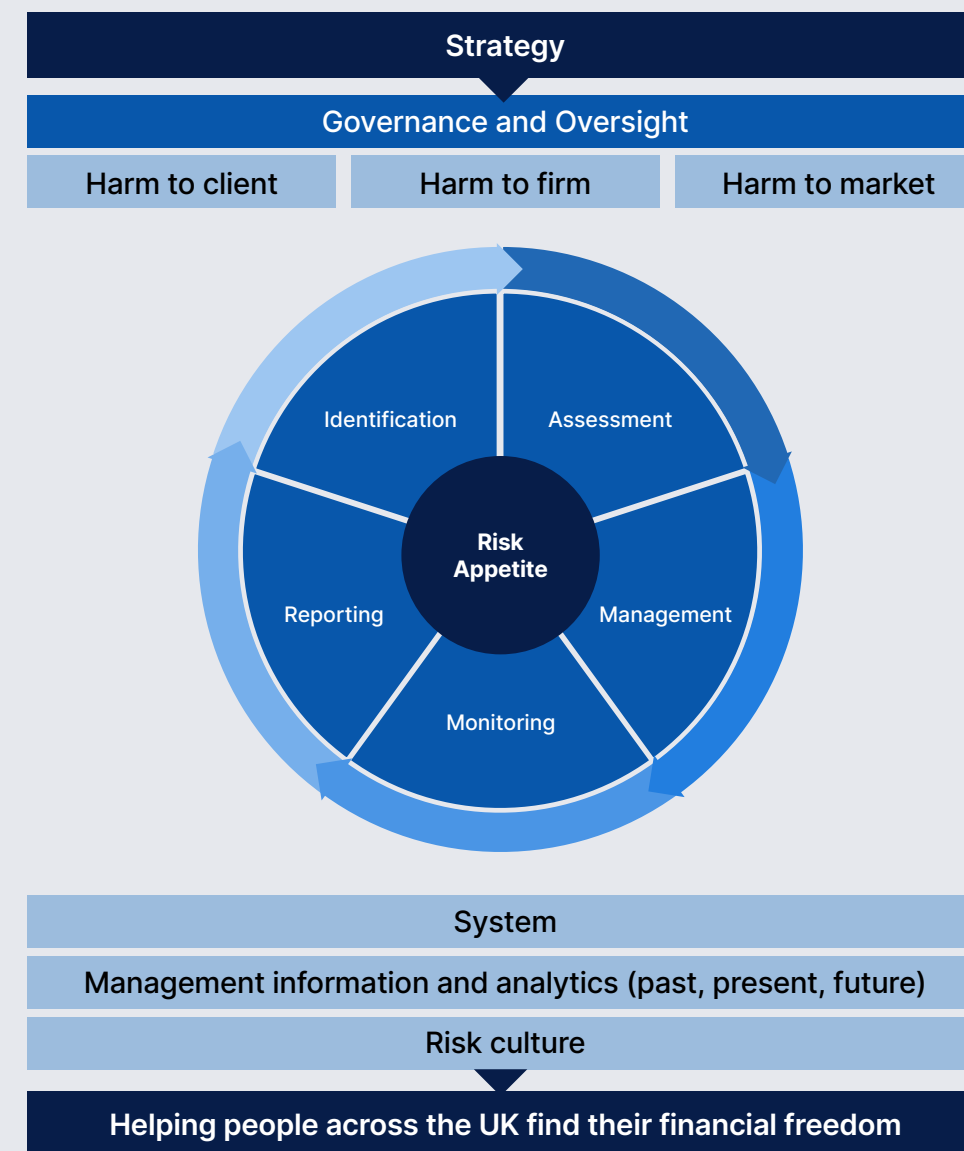 Strategy
Governance and Oversight
Harm to client
Harm to firm
Harm to market
Identification
Assessment
Risk
Appetite
Reporting
Management
Monitoring
System
Management information and analytics (past, present, future)
Risk culture
Helping people across the UK find their financial freedom